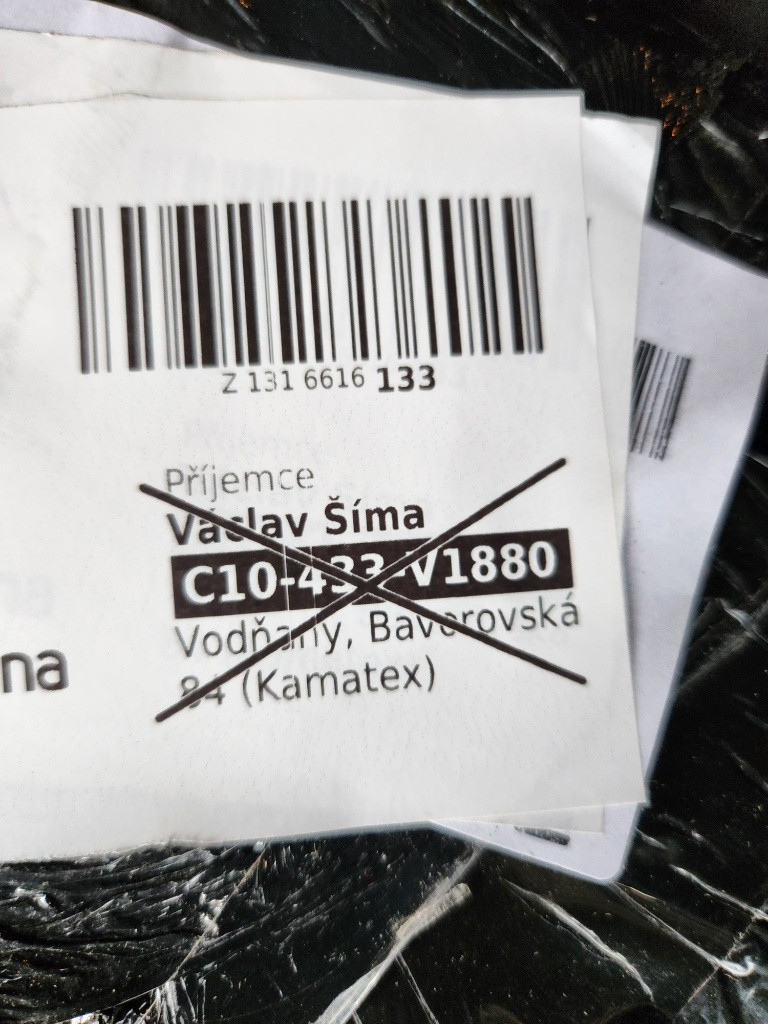 Z 131 6616 133
Příjemce
Václav Šíma
C10-433-V1880
Vodňany, Bavorovská
84 (Kamatex)
na